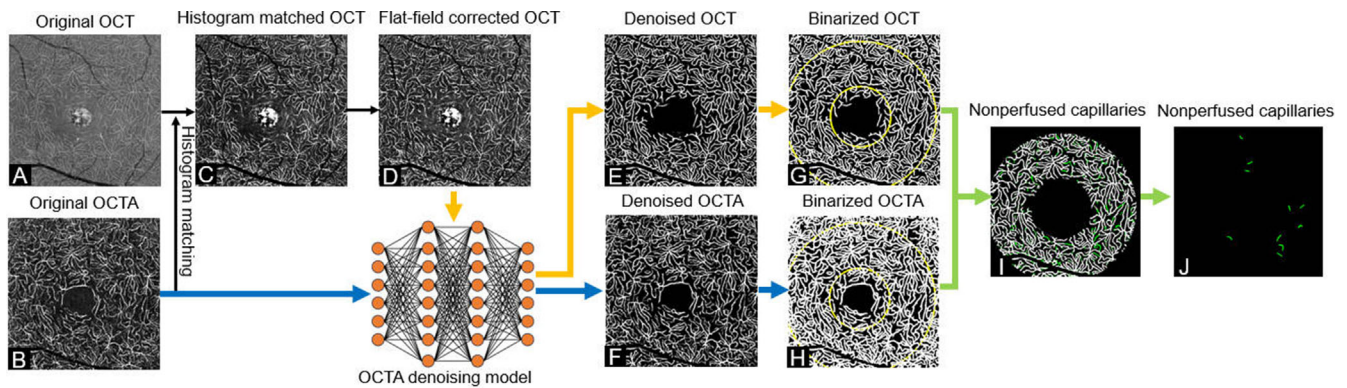 Original OCT
Histogram matched OCT
Flat-field corrected OCT
Denoised OCT
Binarized OCT
A
C
D
E
G
Histogram matching
Original OCTA
Denoised OCTA
Binarized OCTA
Nonperfused capillaries
Nonperfused capillaries
I
J
B
F
H
OCTA denoising model